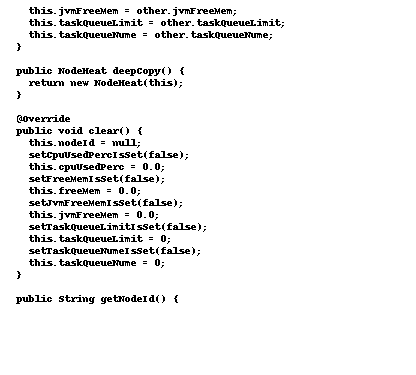 this.jvmFreeMem = other.jvmFreeMem;
this.taskQueueLimit = other.taskQueueLimit;
this.taskQueueNume = other.taskQueueNume;
}
public NodeHeat deepCopy() {
return new NodeHeat(this);
}
@Override
public void clear() {
this.nodeId = null;
setCpuUsedPercIsSet(false);
this.cpuUsedPerc = 0.0;
setFreeMemIsSet(false);
this.freeMem = 0.0;
setJvmFreeMemIsSet(false);
this.jvmFreeMem = 0.0;
setTaskQueueLimitIsSet(false);
this.taskQueueLimit = 0;
setTaskQueueNumeIsSet(false);
this.taskQueueNume = 0;
}
public String getNodeId() {